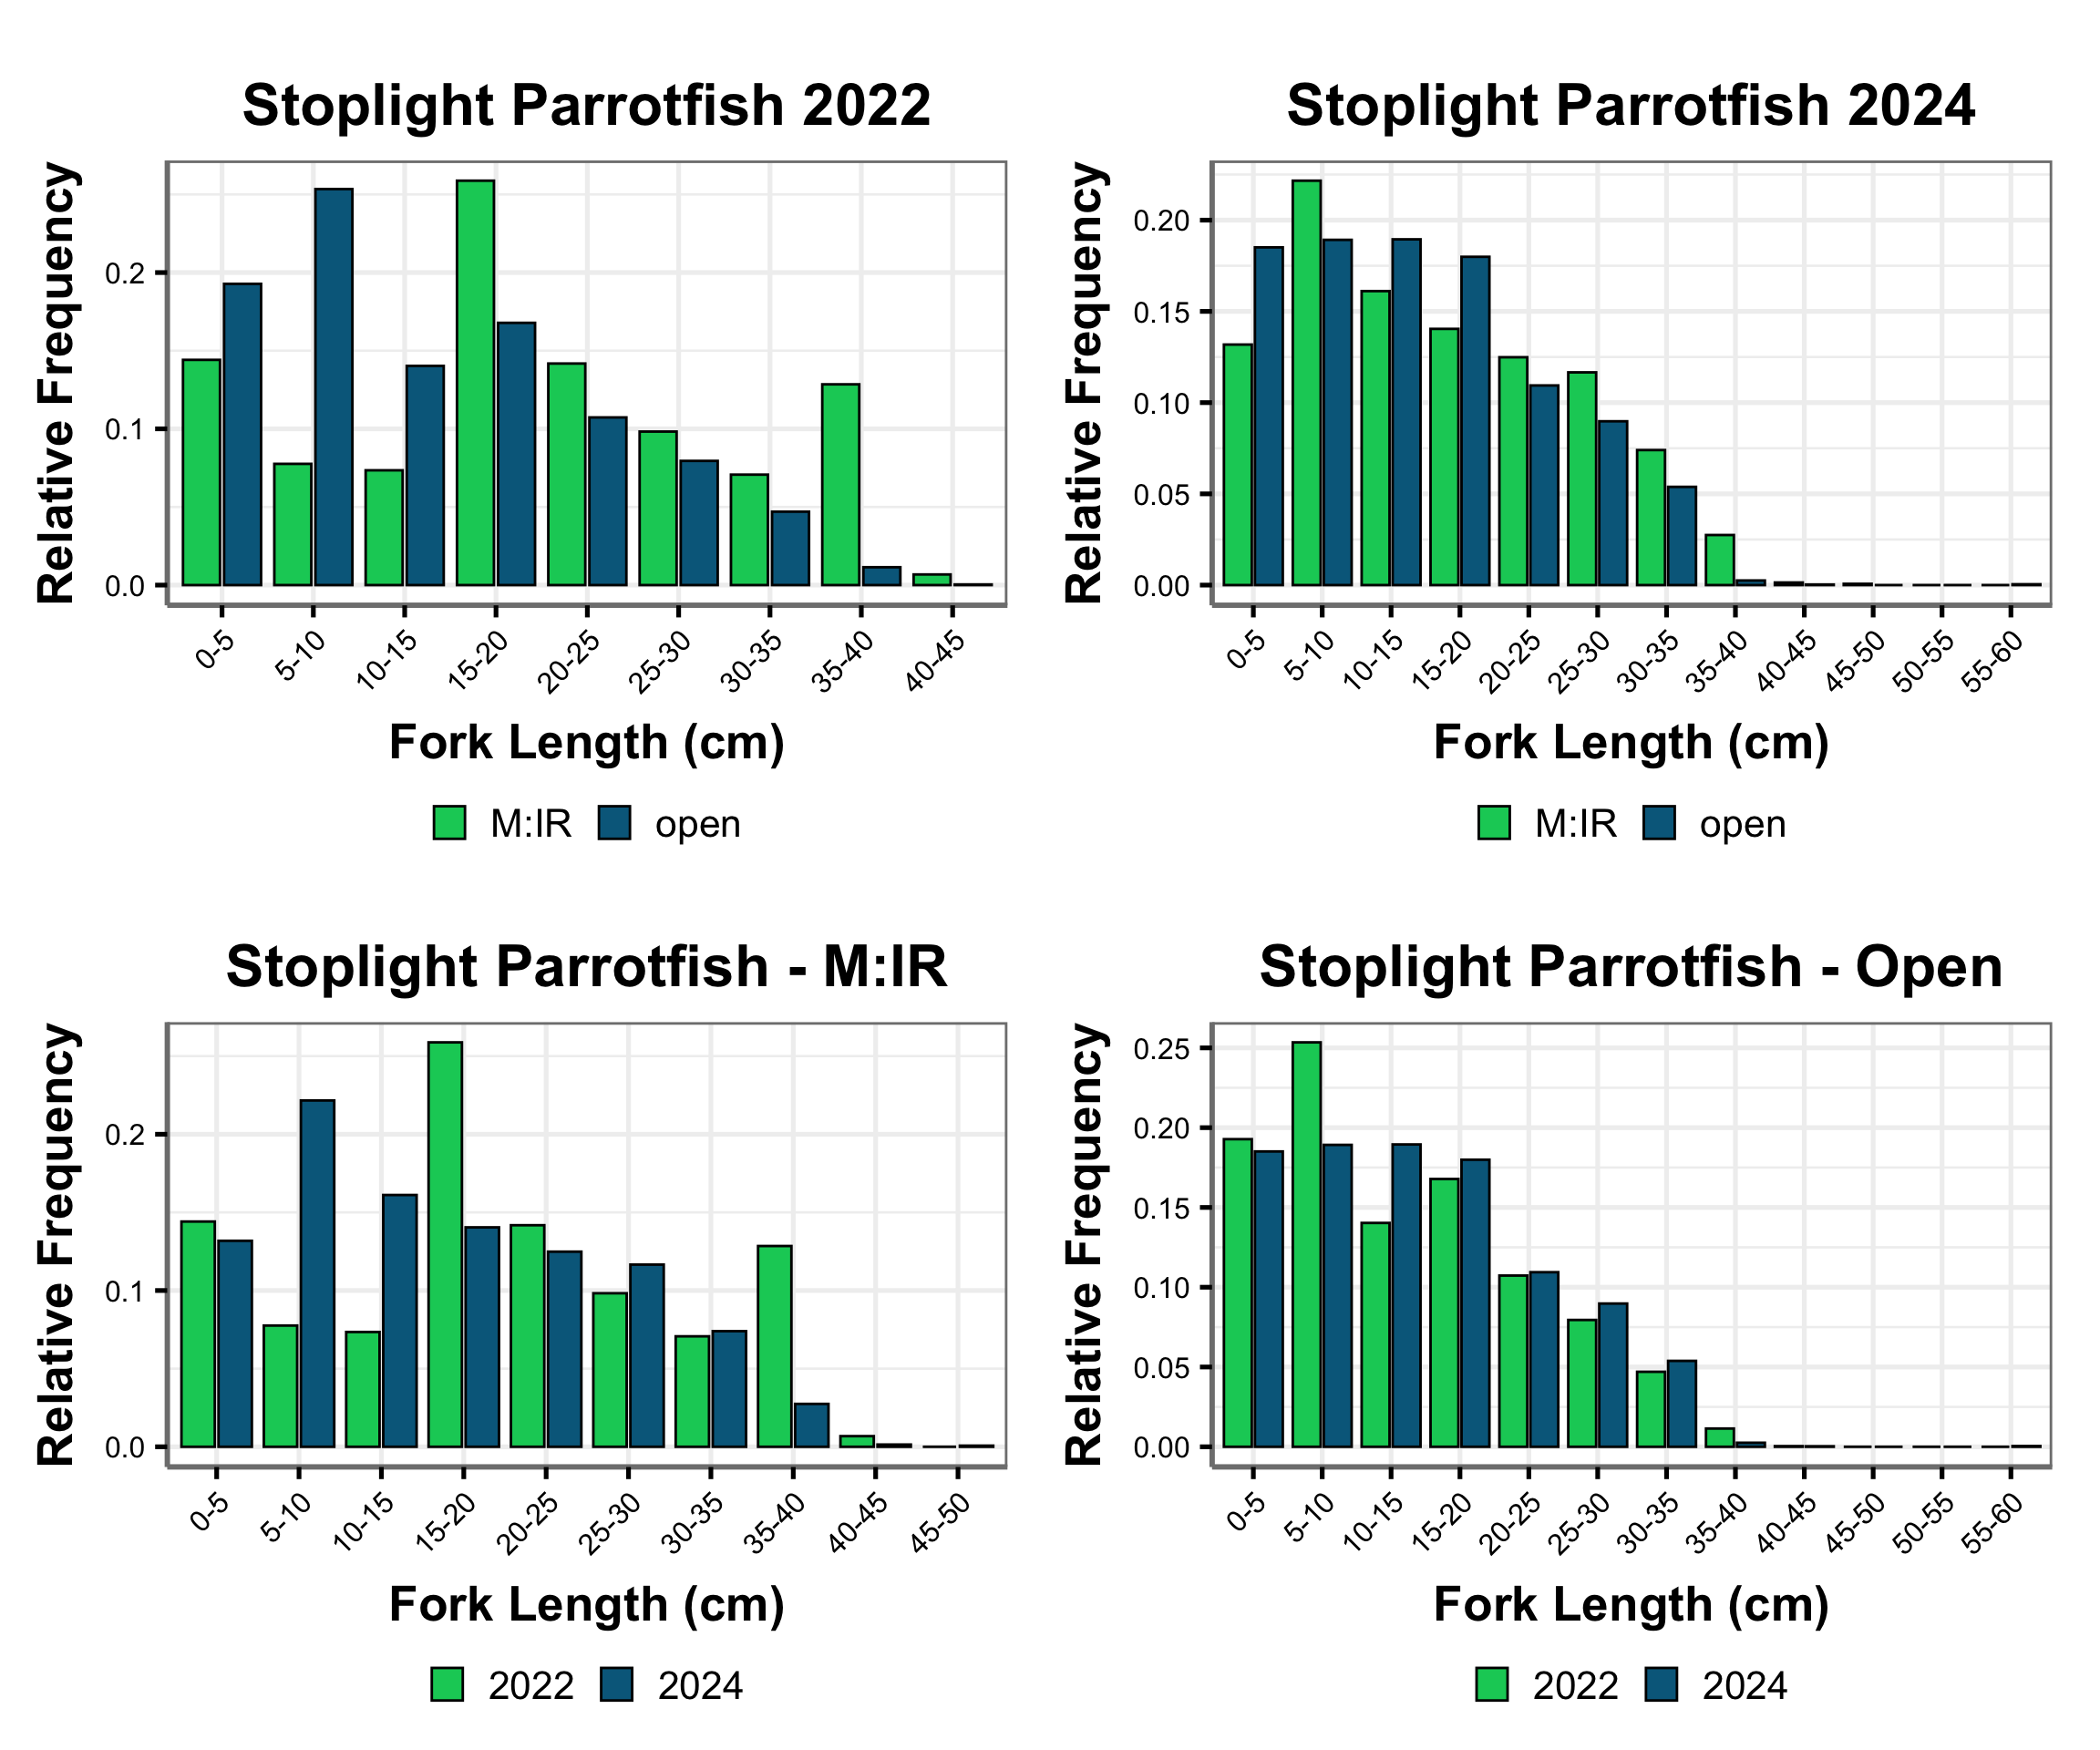 Stoplight Parrotfish 2022
Relative Frequency
0.2
0.1
0.0
0-5 5-10 10-15 15-20 20-25 25-30 30-35 35-40 40-45
Fork Length (cm)
M:IR open
Stoplight Parrotfish 2024
Relative Frequency
0.20
0.15
0.10
0.05
0.00
0-5 5-10 10-15 15-20 20-25 25-30 30-35 35-40 40-45 45-50 50-55 55-60
Fork Length (cm)
M:IR open
Stoplight Parrotfish - M:IR
Relative Frequency
0.2
0.1
0.0
0-5 5-10 10-15 15-20 20-25 25-30 30-35 35-40 40-45 45-50
Fork Length (cm)
2022 2024
Stoplight Parrotfish - Open
Relative Frequency
0.25
0.20
0.15
0.10
0.05
0.00
0-5 5-10 10-15 15-20 20-25 25-30 30-35 35-40 40-45 45-50 50-55 55-60
Fork Length (cm)
2022 2024